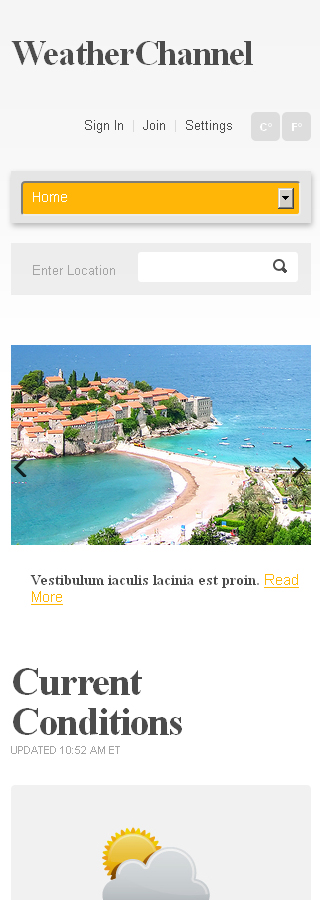 WeatherChannel
Sign In Join Settings C° F°
Home
Enter Location
Vestibulum iaculis lacinia est proin. Read
More
Current
Conditions
UPDATED 10:52 AM ET